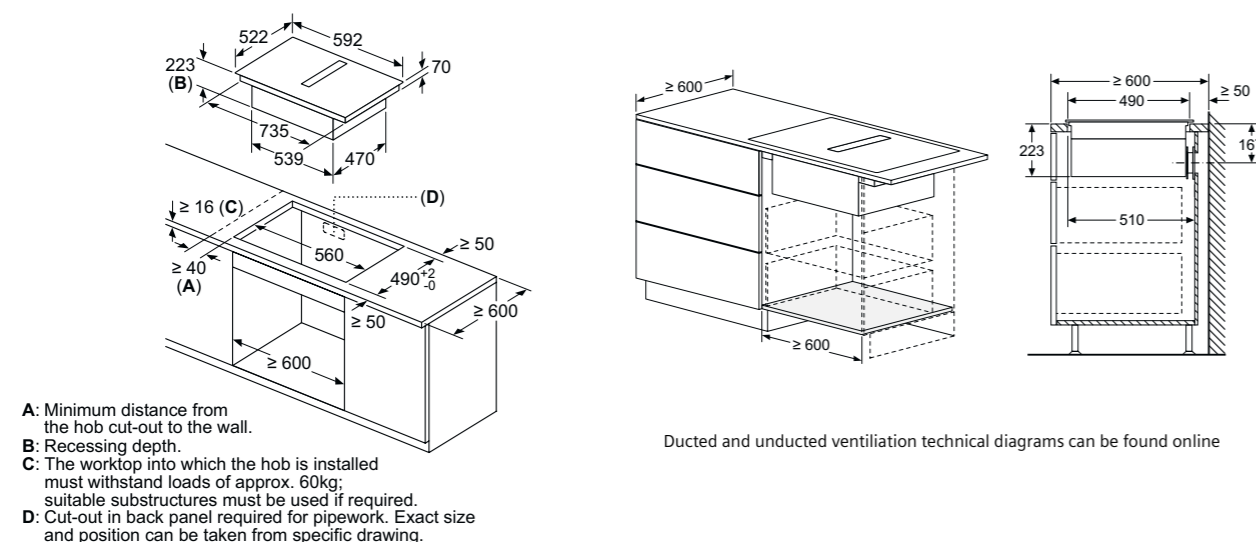 522
592
223
(B)
70
735
539
470
(D)
≥ 16 (C)
≥ 50
560
≥ 40
(A)
490 +2 -0
≥ 600
≥ 50
≥ 600
A: Minimum distance from
the hob cut-out to the wall.
B: Recessing depth.
C: The worktop into which the hob is installed
must withstand loads of approx. 60kg;
suitable substructures must be used if required.
D: Cut-out in back panel required for pipework. Exact size
and position can be taken from specific drawing.
≥ 600
≥ 600
≥ 600
490
≥ 50
223
16
510
Ducted and unducted ventiliation technical diagrams can be found online